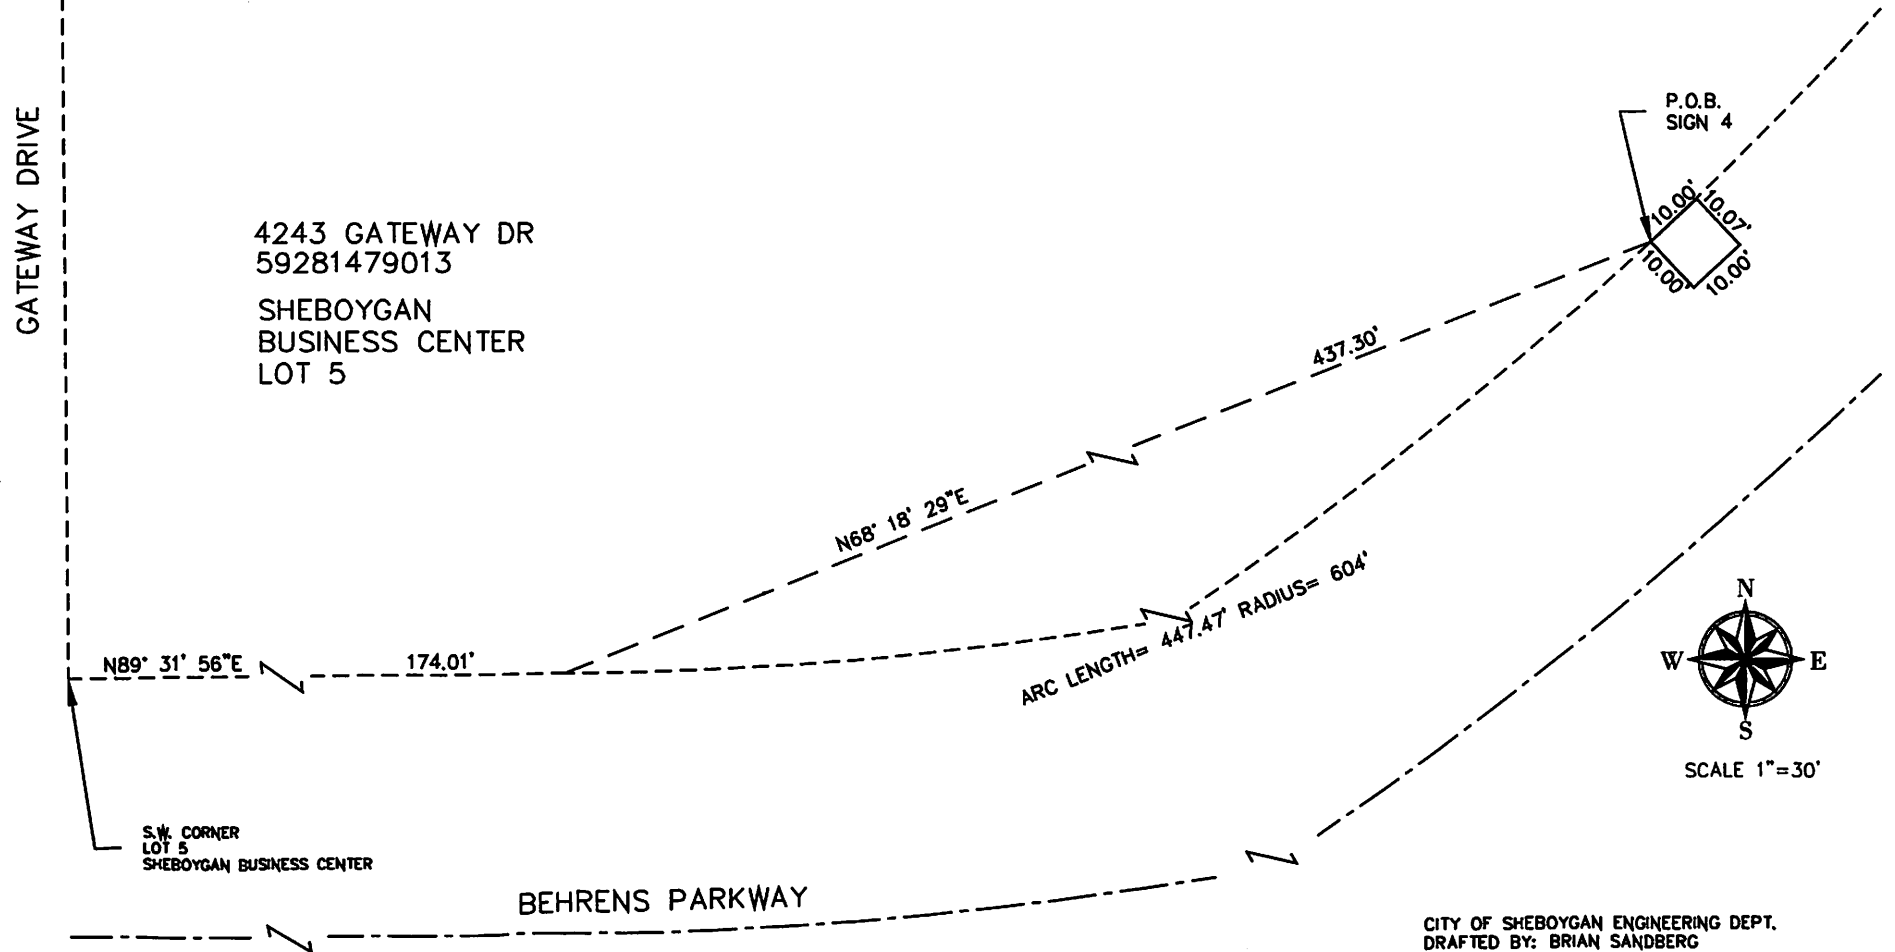 GATEWAY DRIVE
P.O.B.
SIGN 4
10.00'
10.07'
10.00'
10.00'
4243 GATEWAY DR
59281479013
SHEBOYGAN
BUSINESS CENTER
LOT 5
437.30'
N68° 18' 29"E
ARC LENGTH= 447.47' RADIUS= 604'
N89° 31' 56"E
174.01'
N
W
E
S
SCALE 1"=30'
S.W. CORNER
LOT 5
SHEBOYGAN BUSINESS CENTER
BEHRENS PARKWAY
CITY OF SHEBOYGAN ENGINEERING DEPT.
DRAFTED BY: BRIAN SANDBERG